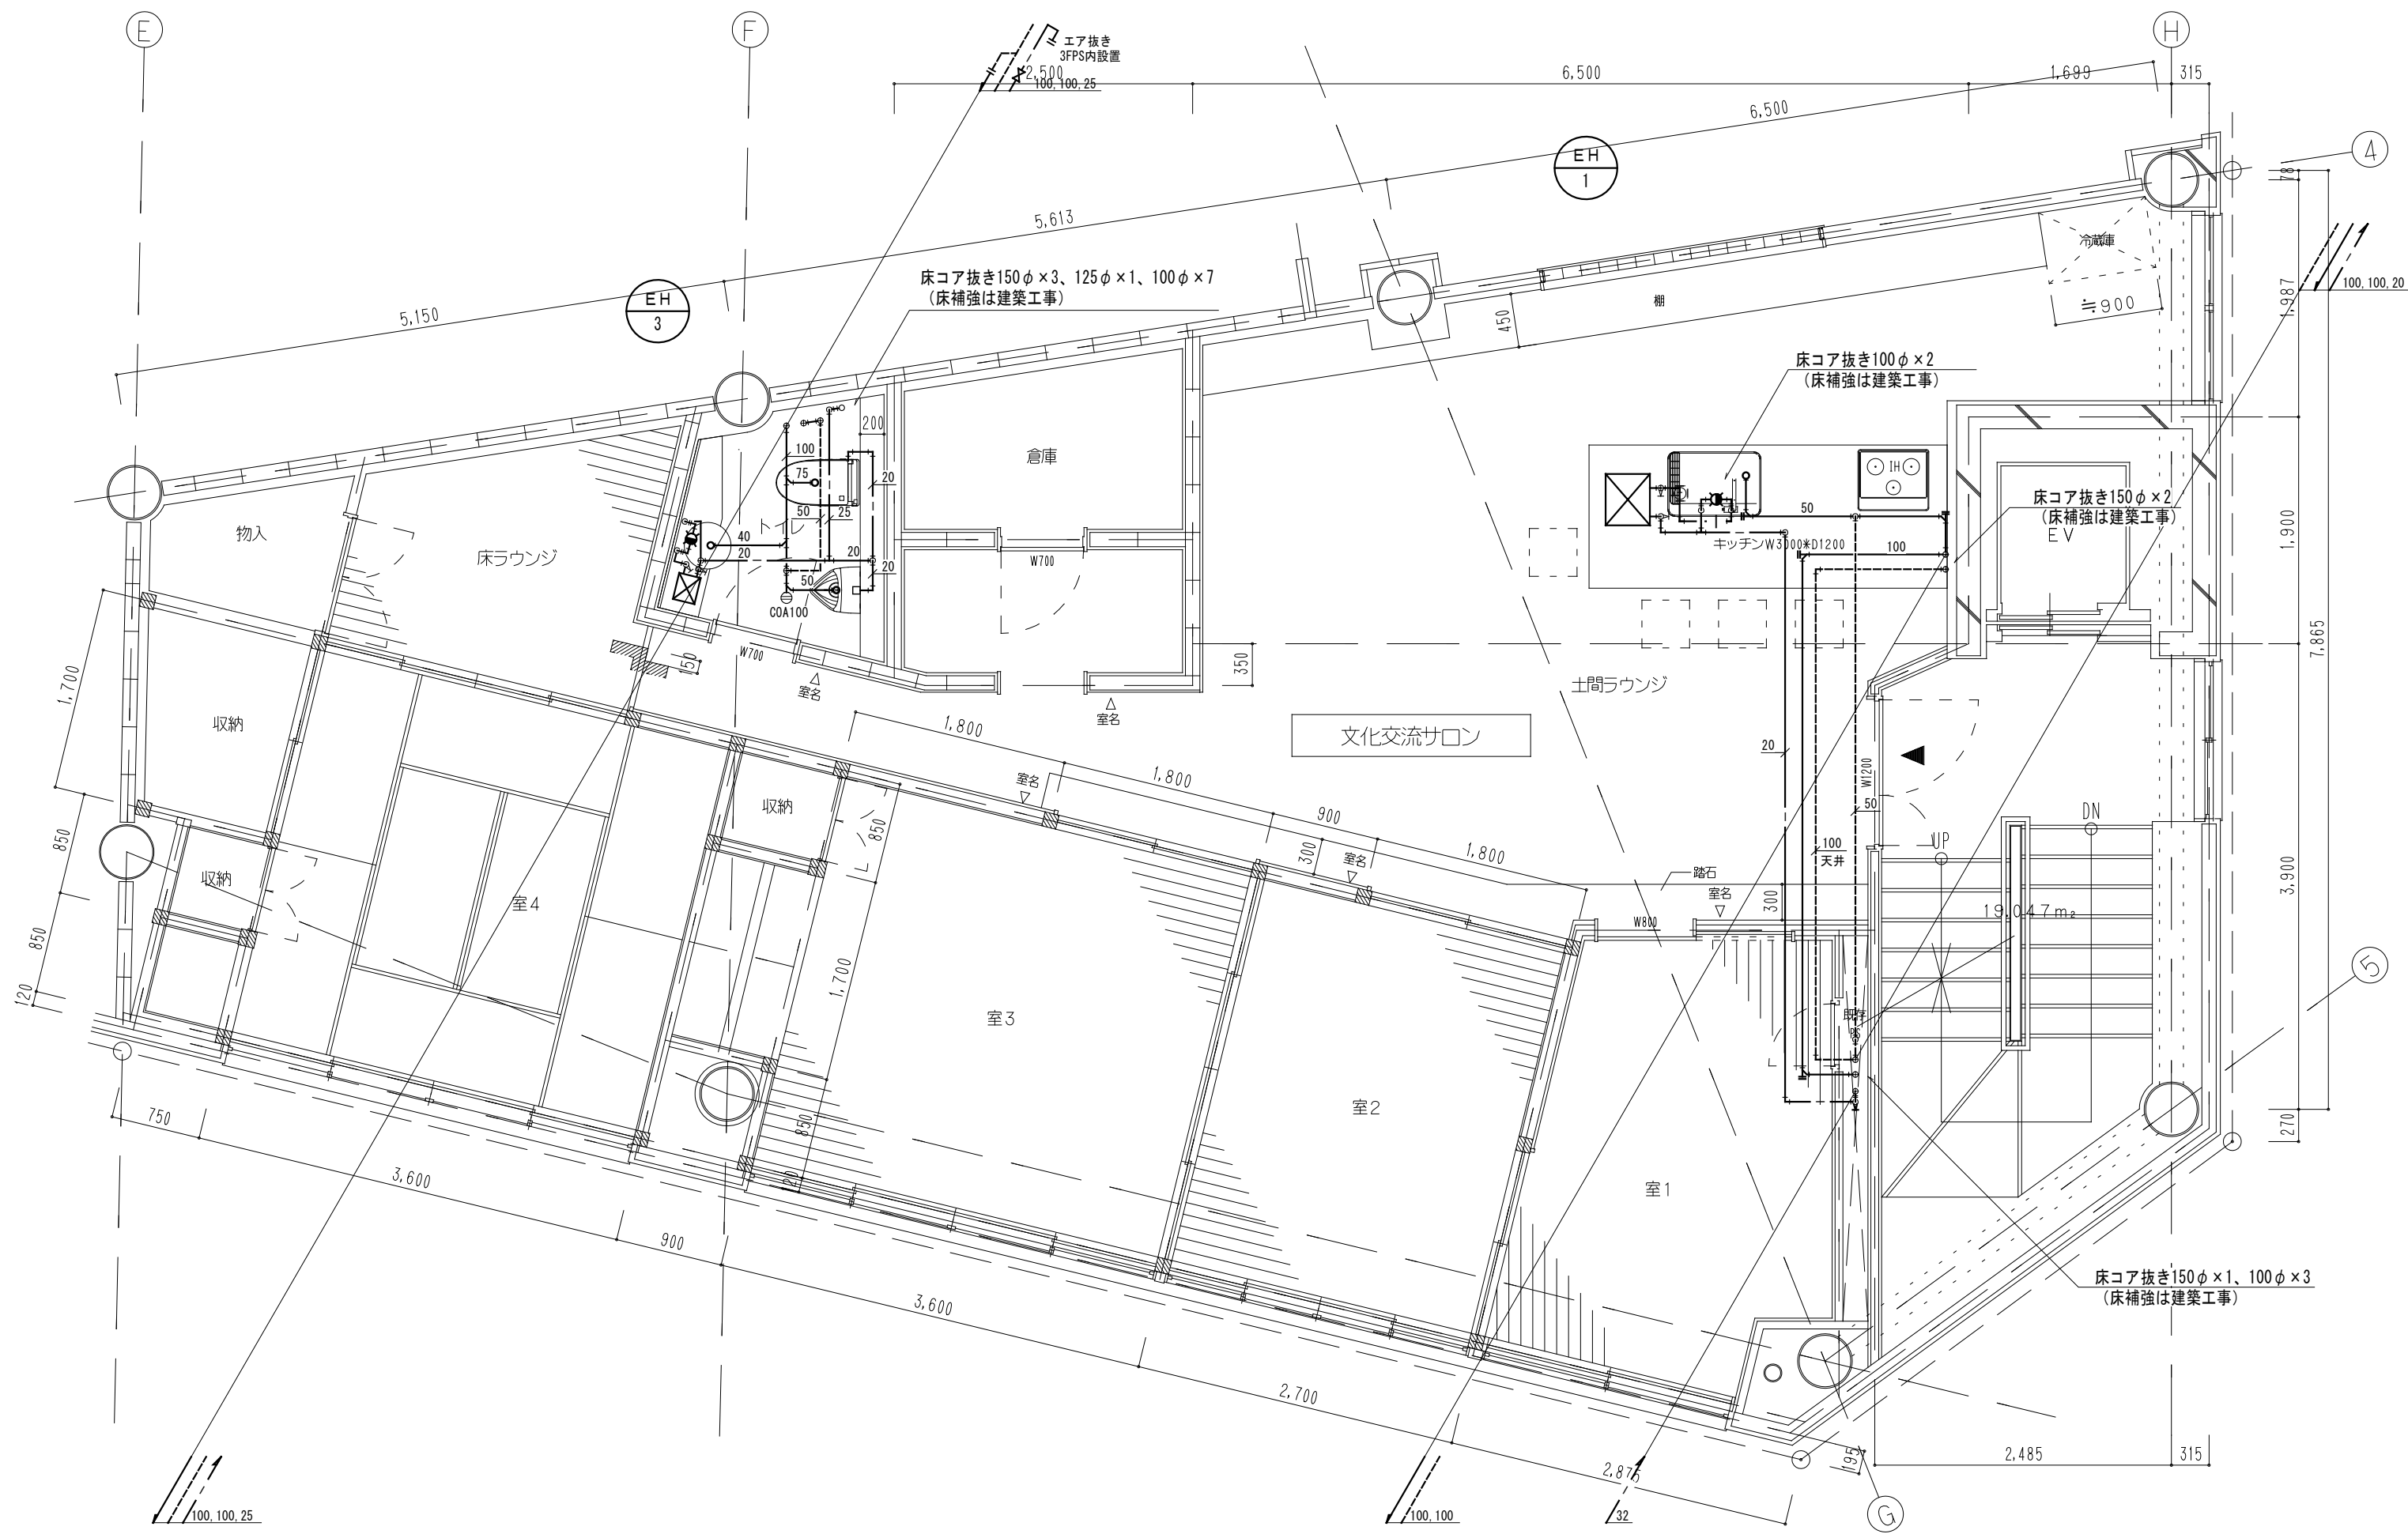 E
F
エア抜き
3FPS内設置
2,500
100,100,25
6,500
1,699
H
315
6,500
EH
1
4
78
5,613
床コア抜き150φ×3、125φ×1、100φ×7
(床補強は建築工事)
EH
3
5,150
冷蔵庫
≒900
棚
450
1,987
100,100,20
床コア抜き100φ×2
(床補強は建築工事)
200
100
75
20
50
25
トイレ
40
20
20
20
50
COA100
倉庫
W700
IH
床コア抜き150φ×2
(床補強は建築工事)
EV
50
キッチンW3000※D1200
100
1,900
7,865
物入
床ラウンジ
W700
150
室名
室名
350
土間ラウンジ
文化交流サロン
1,700
収納
1,800
1,800
900
1,800
室名
300
室名
収納
850
20
W1200
50
100
天井
UP
DN
踏石
室名
300
W800
19.047m2
3,900
850
収納
850
120
室4
1,700
室3
室2
室1
既存
PS
5
270
850
120
750
3,600
900
3,600
2,700
2,875
195
床コア抜き150φ×1、100φ×3
(床補強は建築工事)
2,485
315
G
100,100,25
100,100
32